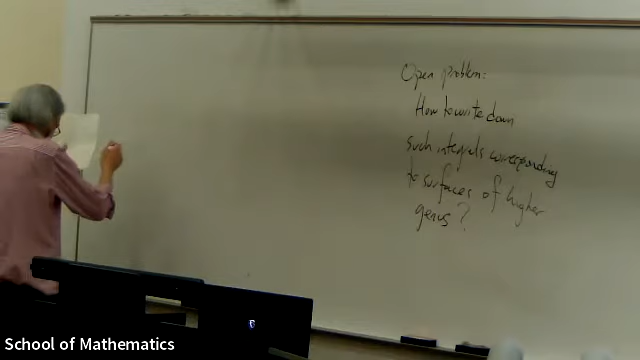 Open problem:
How to write down
such integrals corresponding
to surfaces of higher
genus?
School of Mathematics